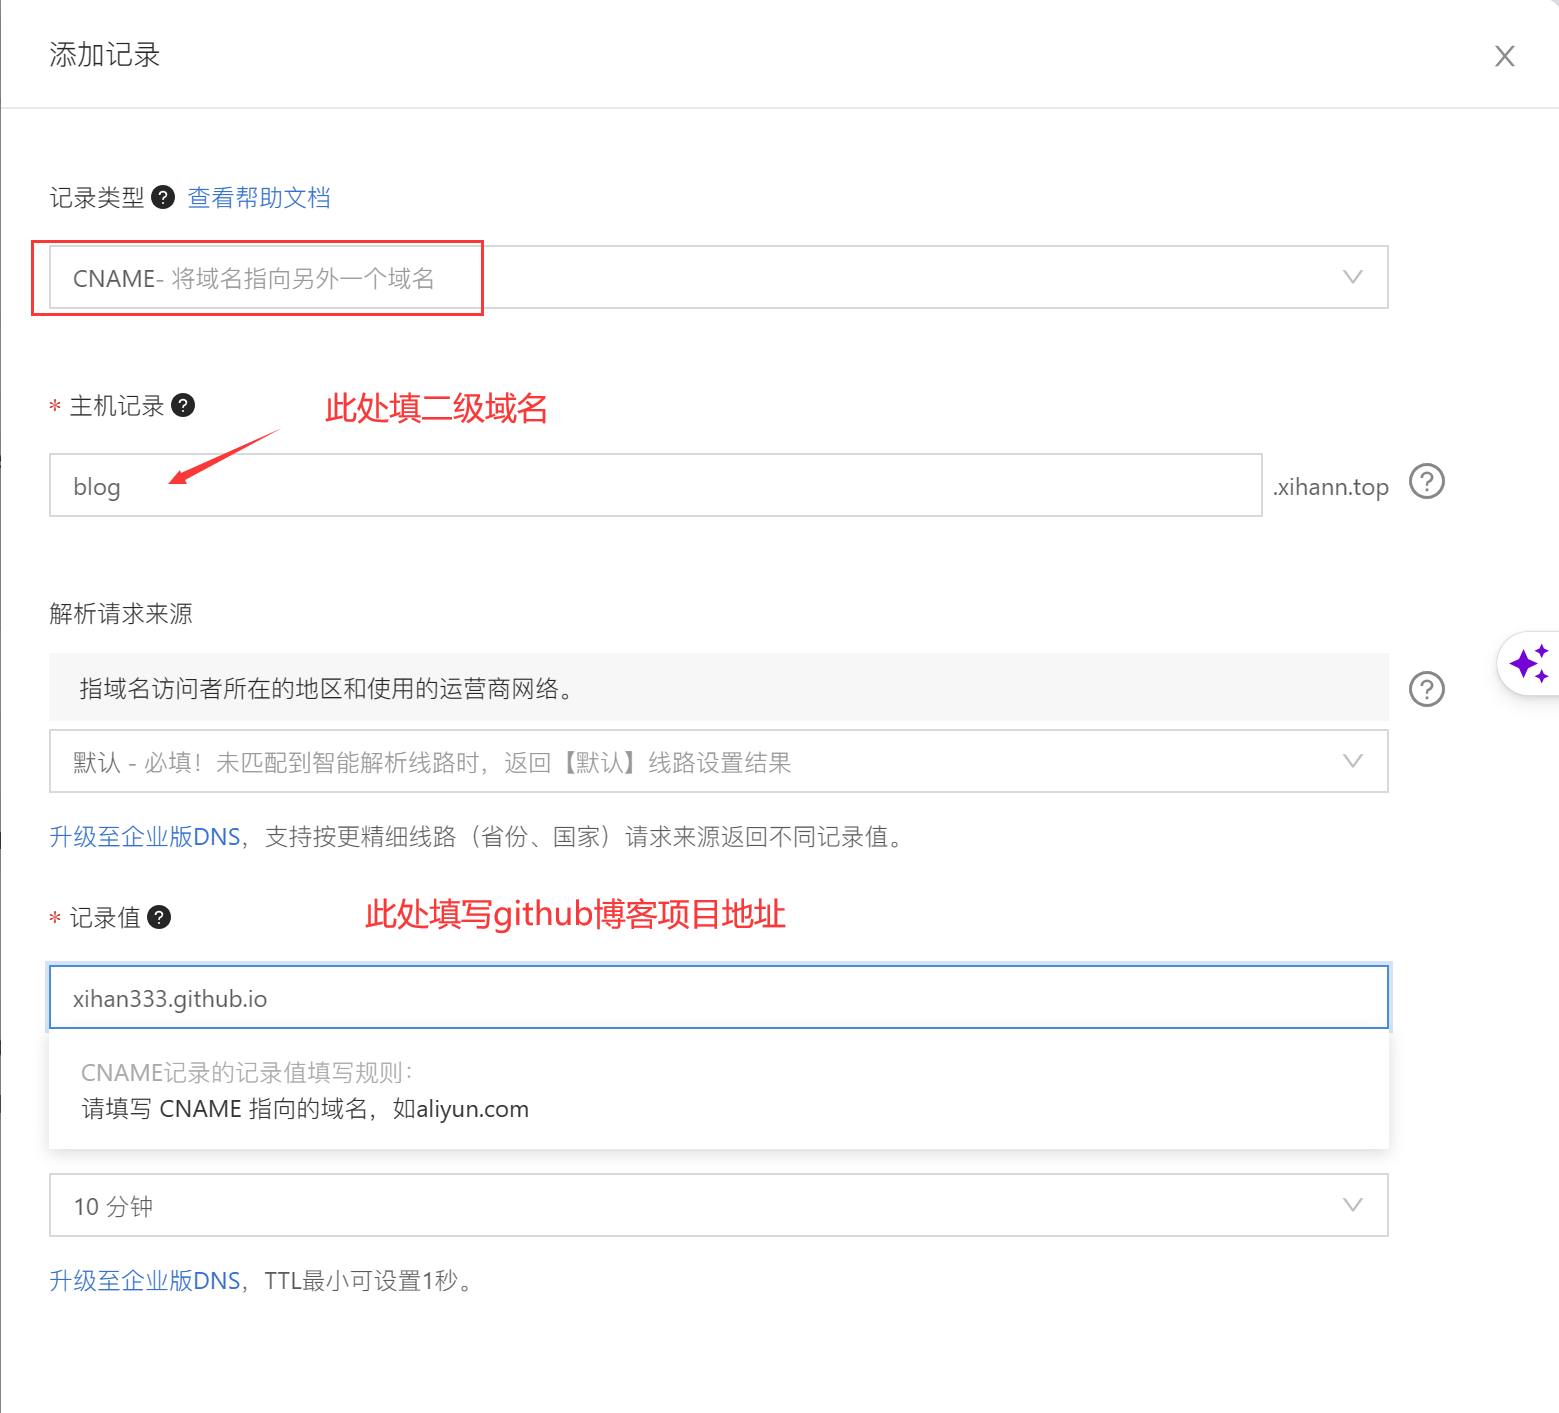 添加记录
记录类型 ? 查看帮助文档
CNAME- 将域名指向另外一个域名
* 主机记录 ? 此处填二级域名
blog .xihann.top ?
解析请求来源
指域名访问者所在的地区和使用的运营商网络。 ?
默认 - 必填！未匹配到智能解析线路时，返回【默认】线路设置结果
升级至企业版DNS，支持按更精细线路（省份、国家）请求来源返回不同记录值。
* 记录值 ? 此处填写github博客项目地址
xihan333.github.io
CNAME记录的记录值填写规则：
请填写 CNAME 指向的域名，如aliyun.com
10 分钟
升级至企业版DNS，TTL最小可设置1秒。